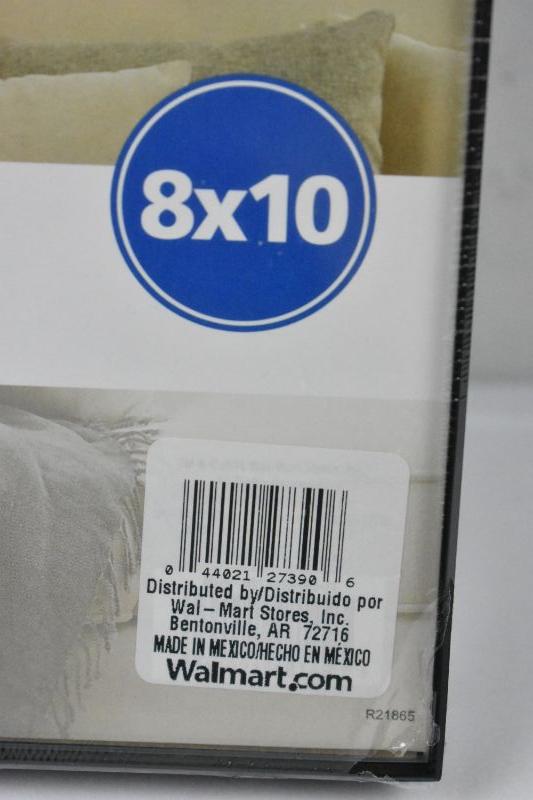 8x10
0 44021 27390 6
Distributed by/Distribuido por
Wal-Mart Stores, Inc.
Bentonville, AR 72716
MADE IN MEXICO/HECHO EN MÉXICO
Walmart.com
R21865